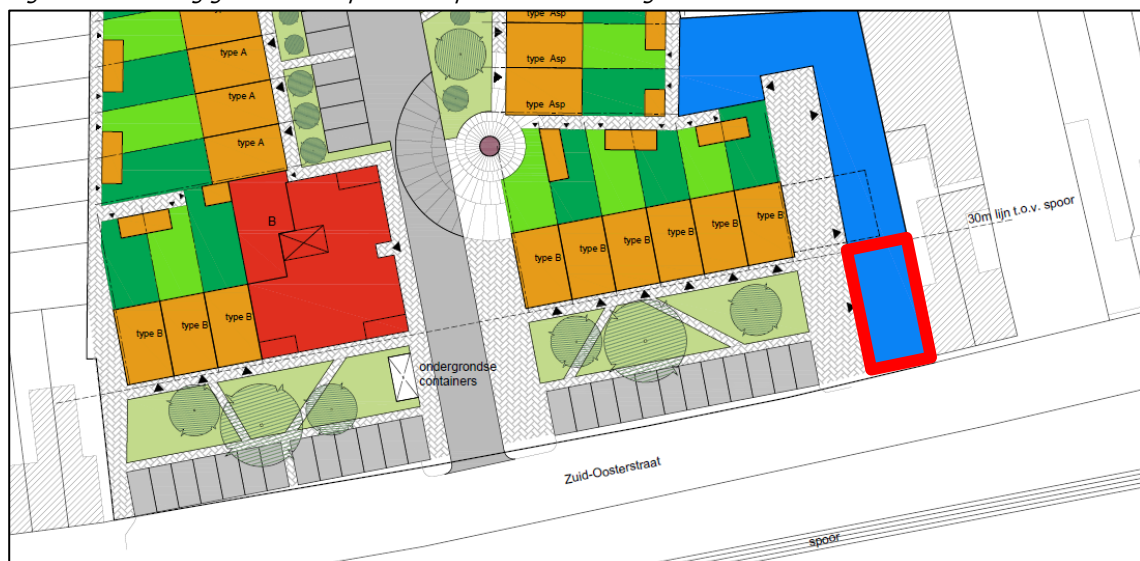 type A
type Asp
type A
type Asp
type A
type Asp
B
type B
type B
type B
type B
type B
type B
type B
type B
type B
30m lijn t.o.v. spoor
ondergrondse
containers
Zuid-Oosterstraat
spoor